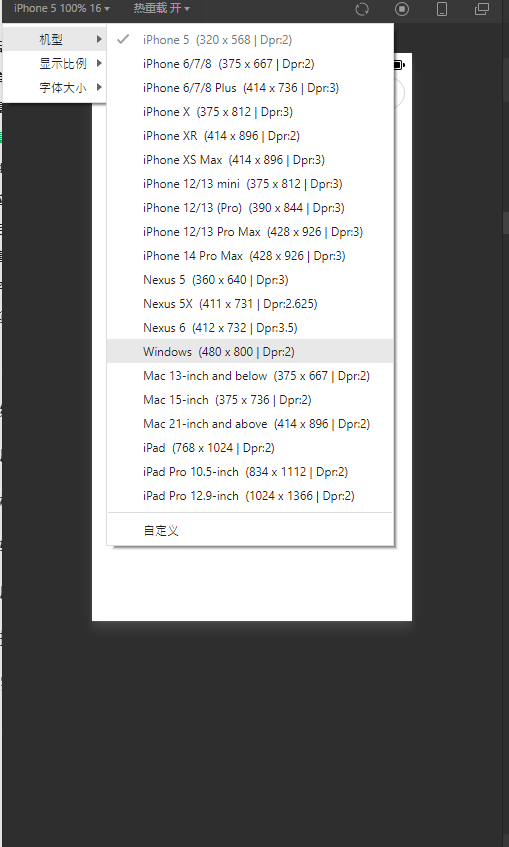 iPhone 5 100% 16 热重载 开
机型
显示比例
字体大小
iPhone 5 (320 x 568 | Dpr:2)
iPhone 6/7/8 (375 x 667 | Dpr:2)
iPhone 6/7/8 Plus (414 x 736 | Dpr:3)
iPhone X (375 x 812 | Dpr:3)
iPhone XR (414 x 896 | Dpr:2)
iPhone XS Max (414 x 896 | Dpr:3)
iPhone 12/13 mini (375 x 812 | Dpr:3)
iPhone 12/13 (Pro) (390 x 844 | Dpr:3)
iPhone 12/13 Pro Max (428 x 926 | Dpr:3)
iPhone 14 Pro Max (428 x 926 | Dpr:3)
Nexus 5 (360 x 640 | Dpr:3)
Nexus 5X (411 x 731 | Dpr:2.625)
Nexus 6 (412 x 732 | Dpr:3.5)
Windows (480 x 800 | Dpr:2)
Mac 13-inch and below (375 x 667 | Dpr:2)
Mac 15-inch (375 x 736 | Dpr:2)
Mac 21-inch and above (414 x 896 | Dpr:2)
iPad (768 x 1024 | Dpr:2)
iPad Pro 10.5-inch (834 x 1112 | Dpr:2)
iPad Pro 12.9-inch (1024 x 1366 | Dpr:2)
自定义